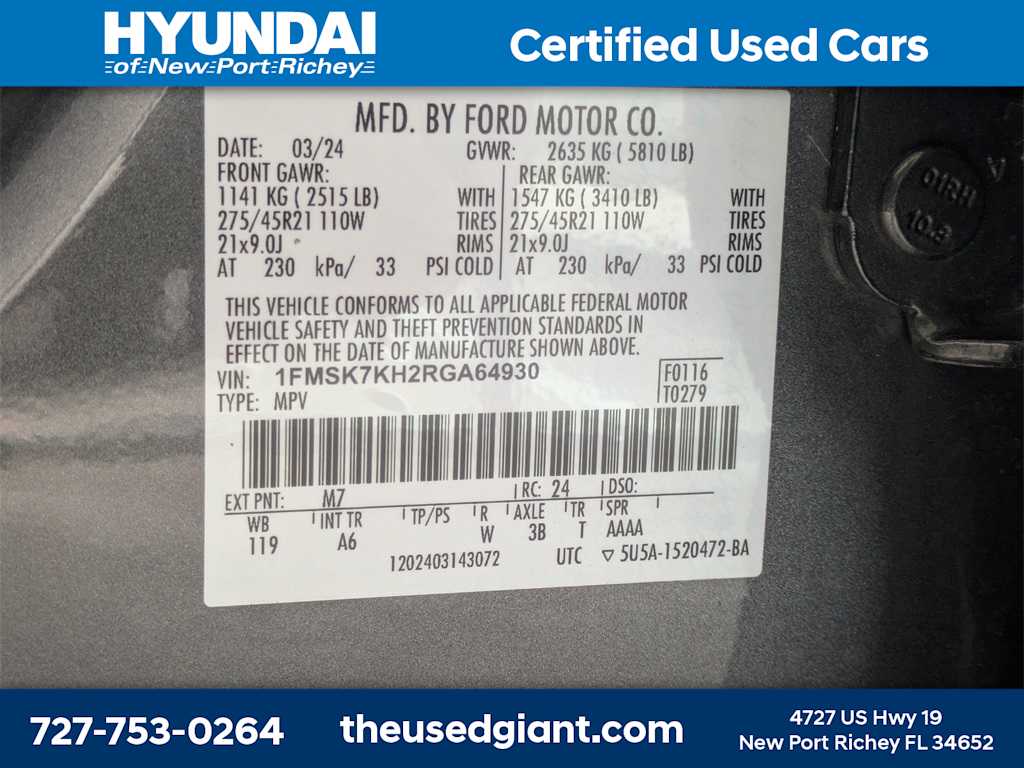 HYUNDAI
of New Port Richey
Certified Used Cars
MFD. BY FORD MOTOR CO.
DATE: 03/24 GVWR: 2635 KG ( 5810 LB)
FRONT GAWR: REAR GAWR:
1141 KG ( 2515 LB) WITH 1547 KG ( 3410 LB) WITH
275/45R21 110W TIRES 275/45R21 110W TIRES
21x9.0J RIMS 21x9.0J RIMS
AT 230 kPa/ 33 PSI COLD AT 230 kPa/ 33 PSI COLD
THIS VEHICLE CONFORMS TO ALL APPLICABLE FEDERAL MOTOR
VEHICLE SAFETY AND THEFT PREVENTION STANDARDS IN
EFFECT ON THE DATE OF MANUFACTURE SHOWN ABOVE.
VIN: 1FMSK7KH2RGA64930 F0116
TYPE: MPV T0279
EXT PNT: M7 RC: 24 DSO:
WB INT TR TP/PS R AXLE TR SPR
119 A6 W 3B T AAAA
1202403143072 UTC ▽ 5U5A-1520472-BA
01RH
10.3
727-753-0264
theusedgiant.com
4727 US Hwy 19
New Port Richey FL 34652